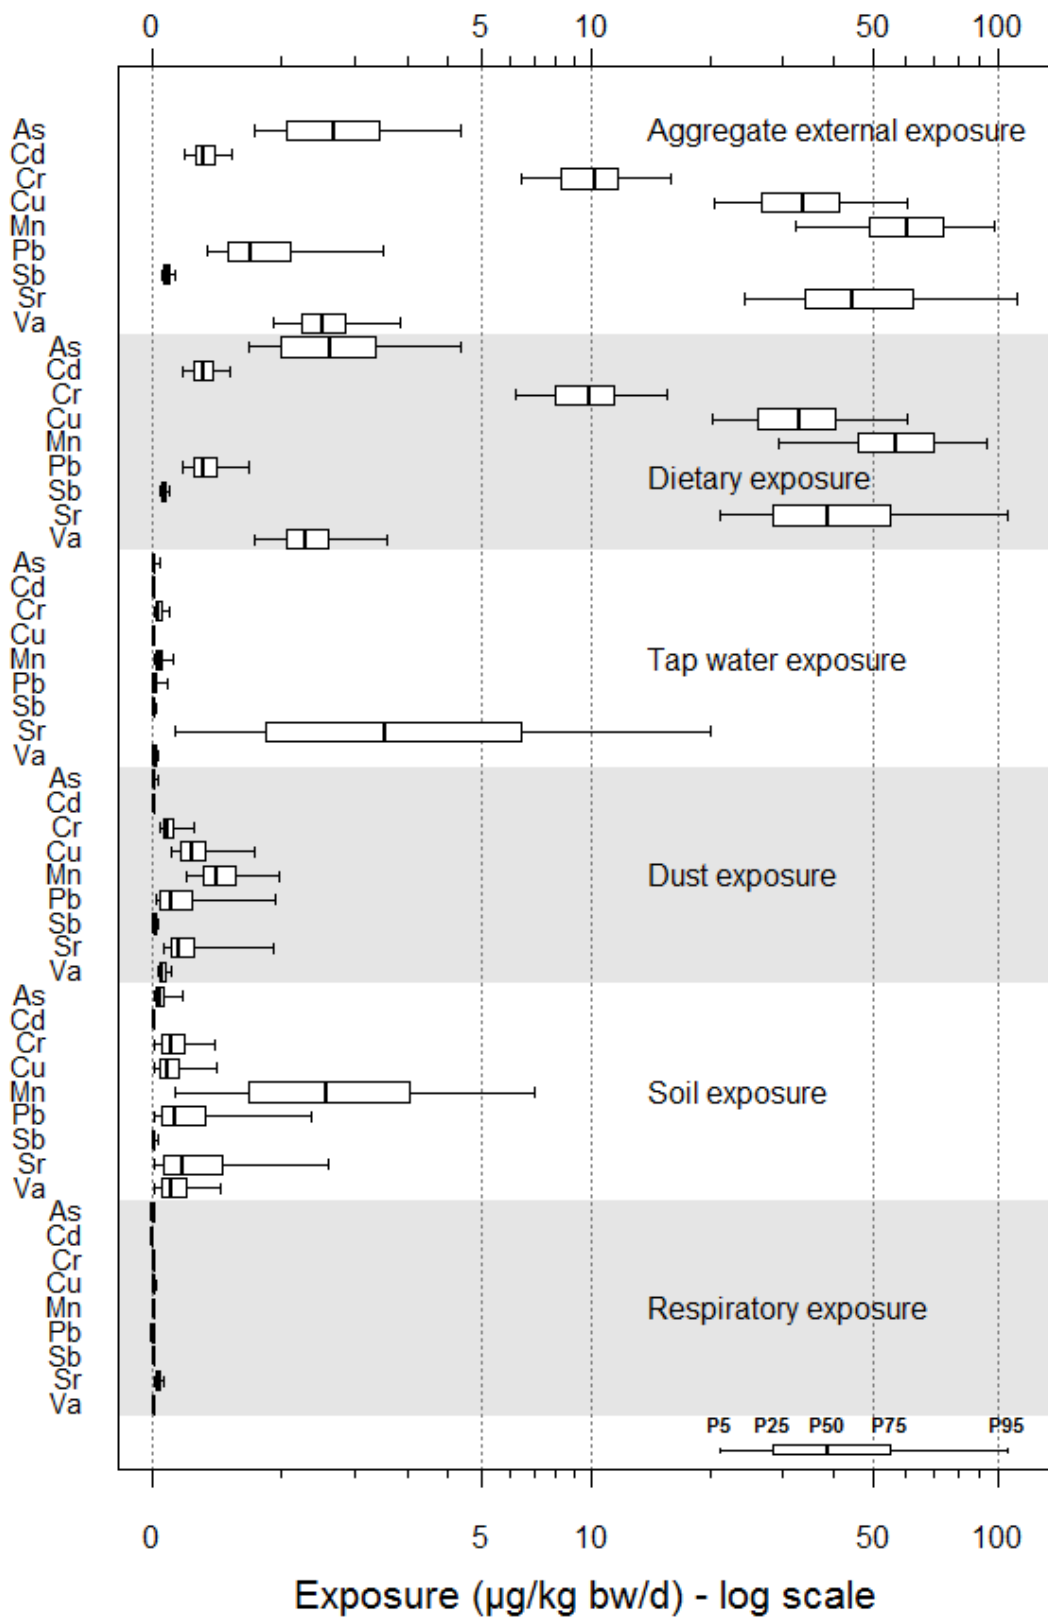 0 5 10 50 100
As Aggregate external exposure
Cd
Cr
Cu
Mn
Pb
Sb
Sr
Va
As
Cd
Cr
Cu
Mn
Pb Dietary exposure
Sb
Sr
Va
As
Cd
Cr
Cu
Mn Tap water exposure
Pb
Sb
Sr
Va
As
Cd
Cr
Cu
Mn Dust exposure
Pb
Sb
Sr
Va
As
Cd
Cr
Cu
Mn Soil exposure
Pb
Sb
Sr
Va
As
Cd
Cr
Cu
Mn Respiratory exposure
Pb
Sb
Sr
Va
P5 P25 P50 P75 P95
0 5 10 50 100
Exposure (µg/kg bw/d) - log scale